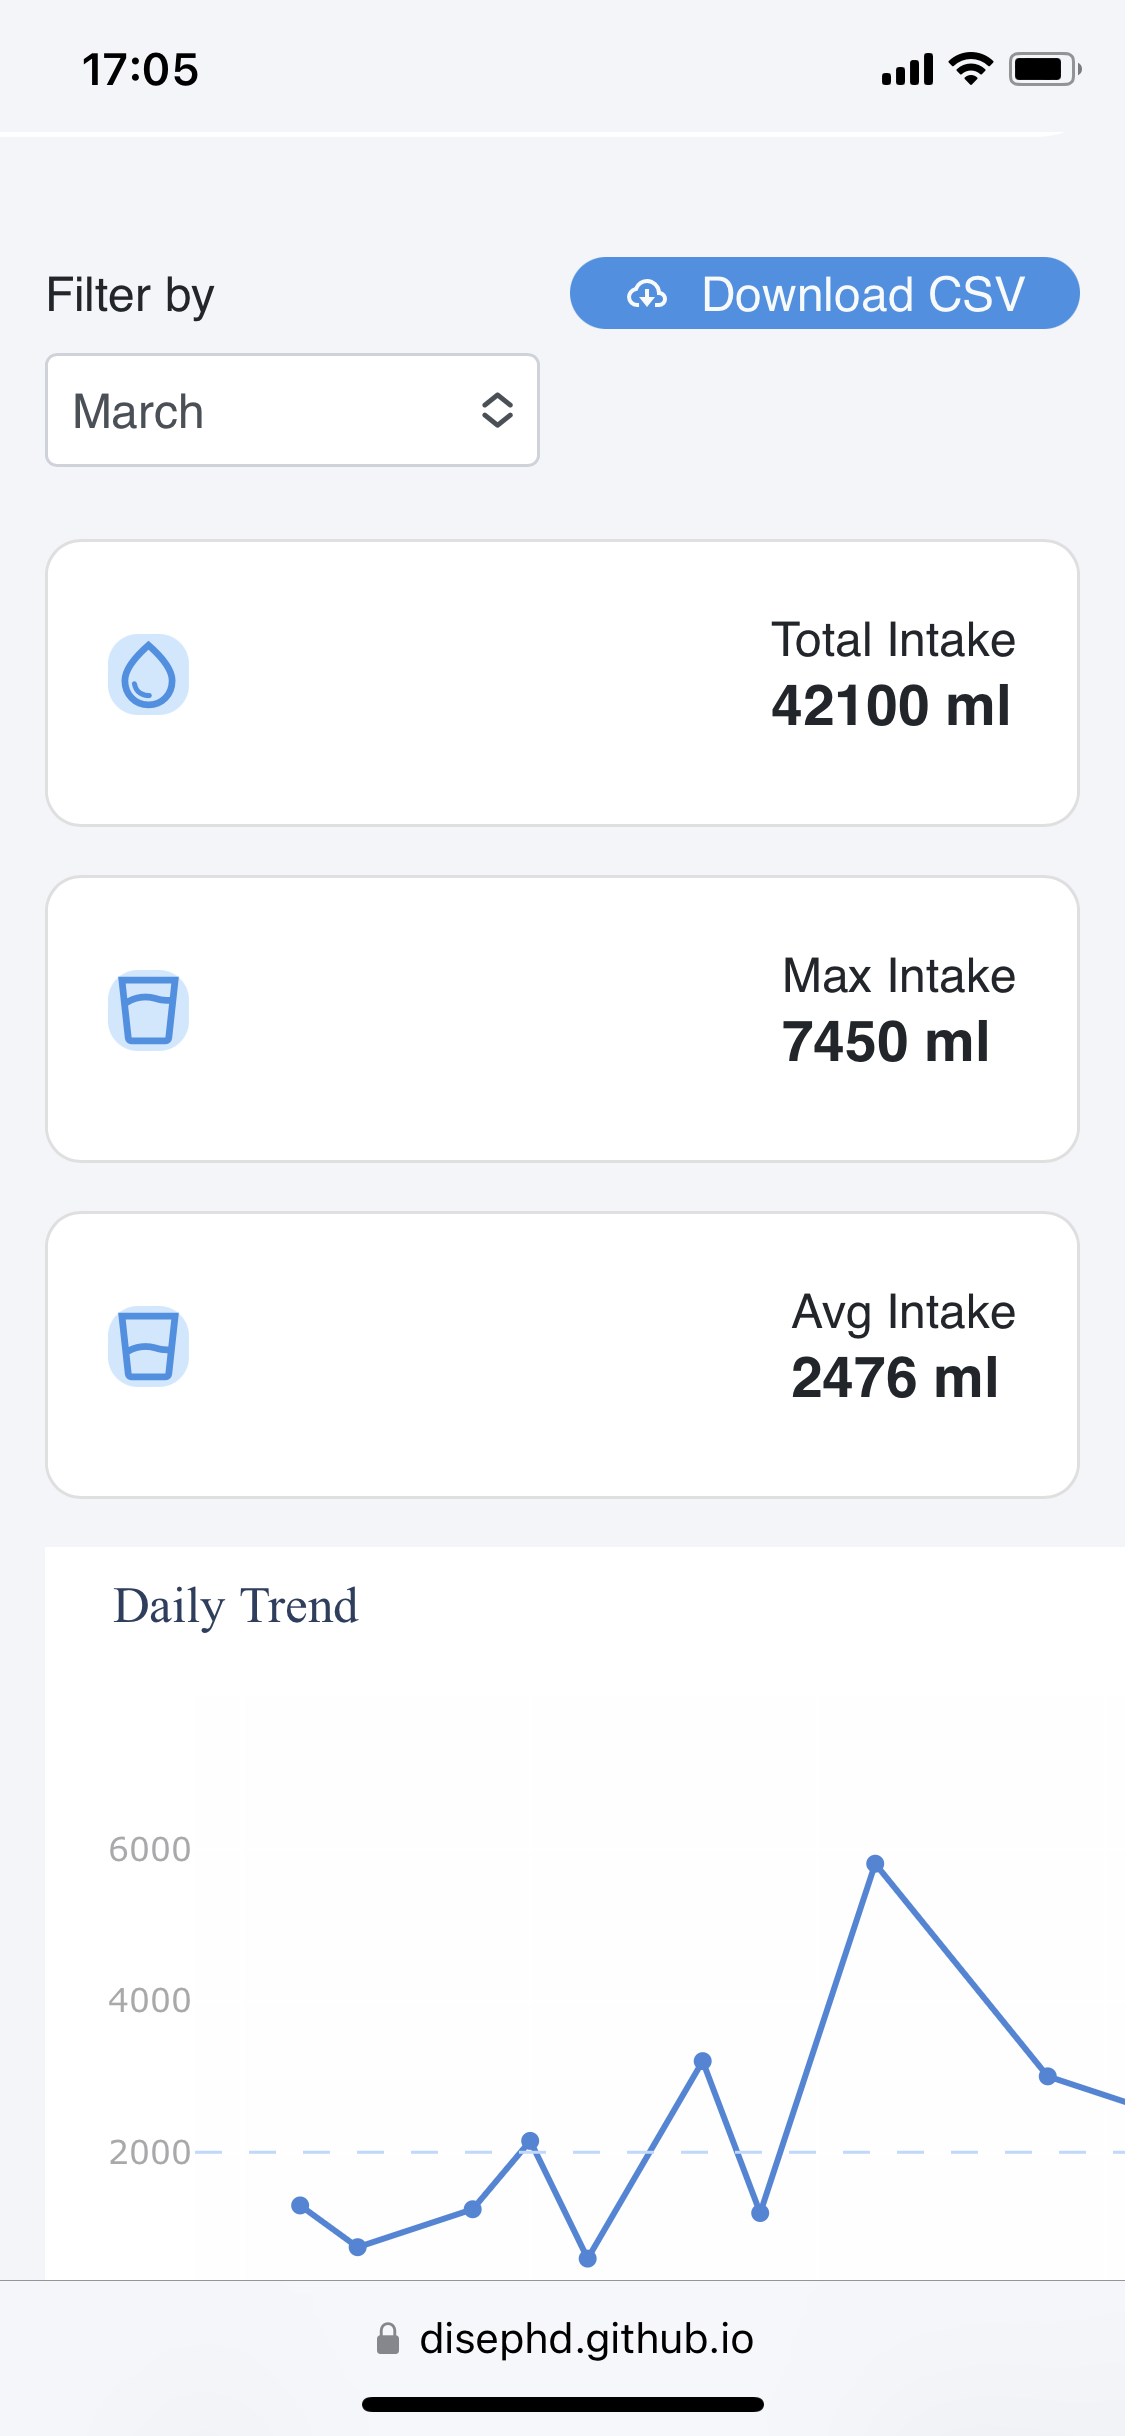 17:05
Filter by
Download CSV
March
Total Intake
42100 ml
Max Intake
7450 ml
Avg Intake
2476 ml
Daily Trend
6000
4000
2000
disephd.github.io